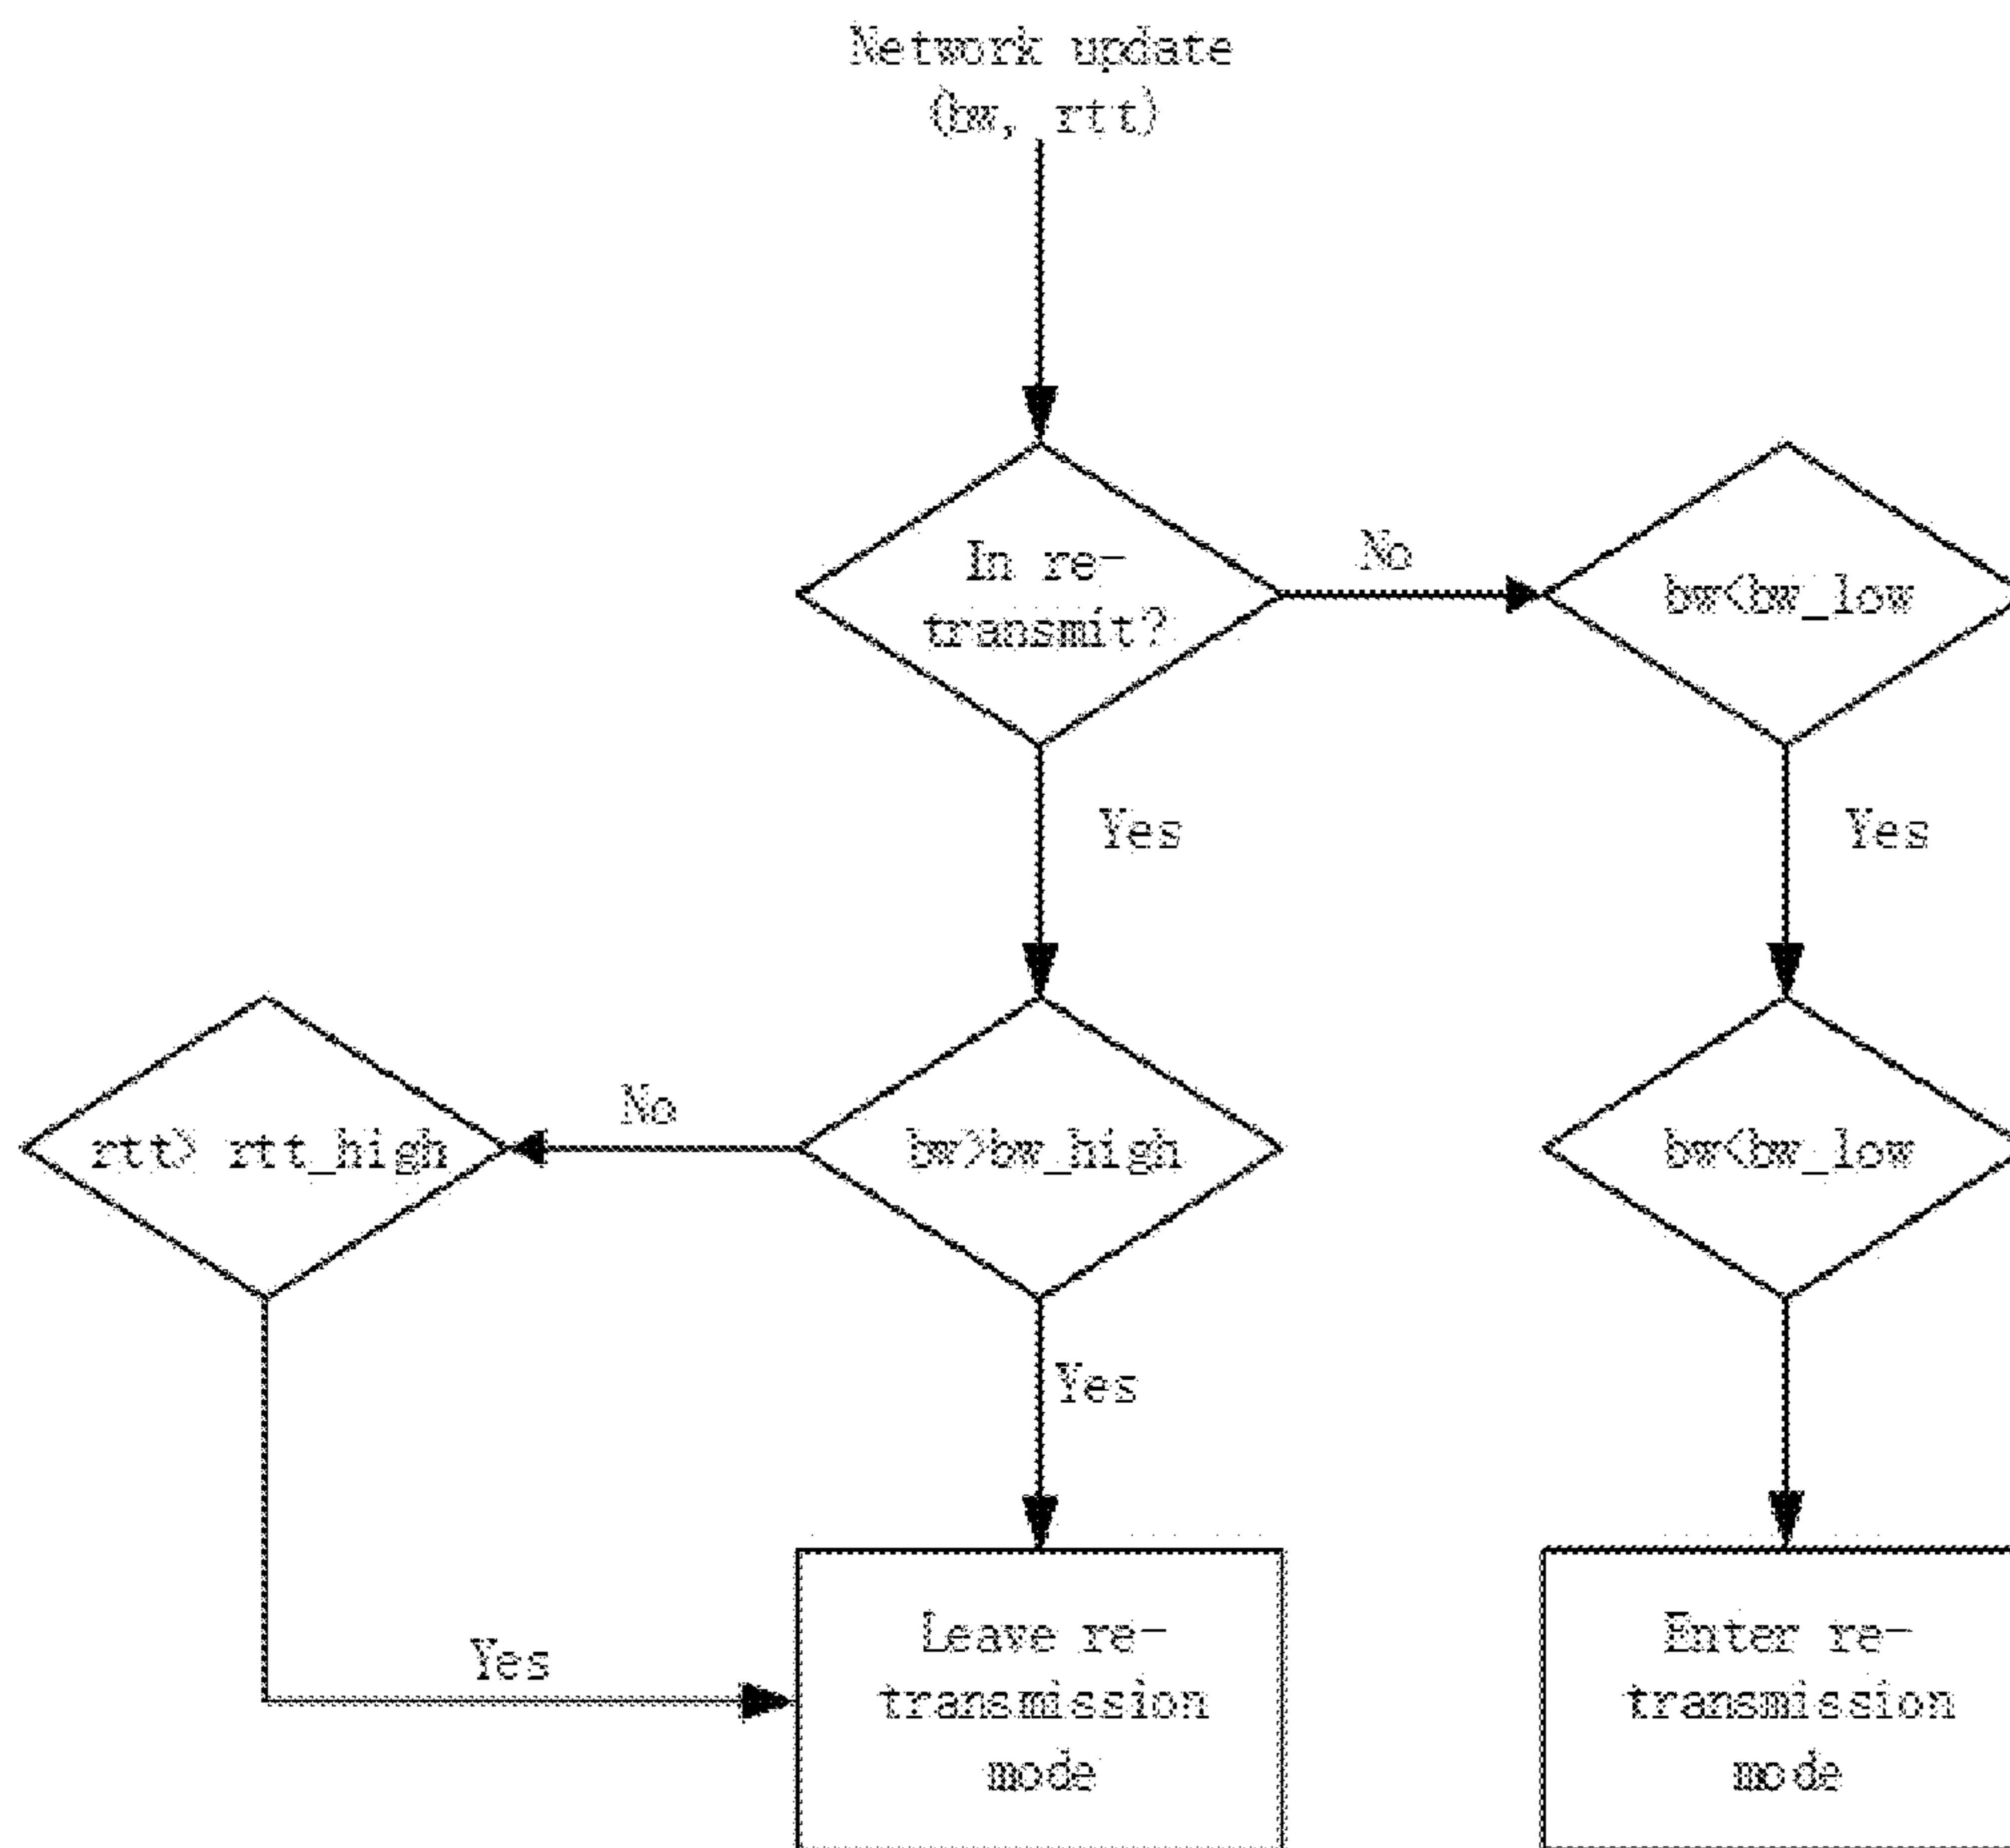 Network update
(bw, rtt)
In re-
transmit?
No
bw<bw_low
Yes
Yes
rtt> rtt_high
No
bw>bw_high
bw<bw_low
Yes
Yes
Leave re-
transmission
mode
Enter re-
transmission
mode